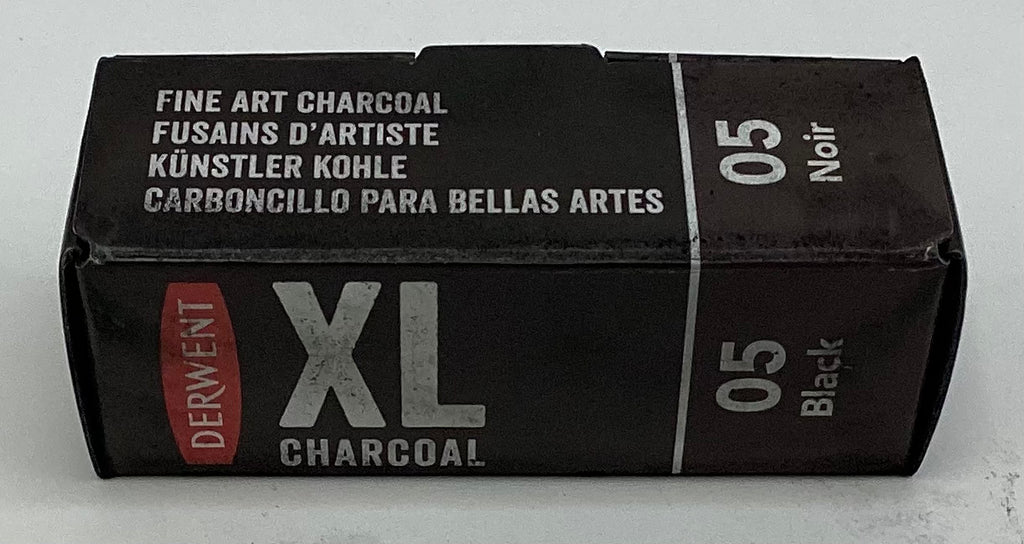 FINE ART CHARCOAL
FUSAINS D'ARTISTE
KÜNSTLER KOHLE
CARBONCILLO PARA BELLAS ARTES
05
Noir
DERWENT
XL
CHARCOAL
05
Black